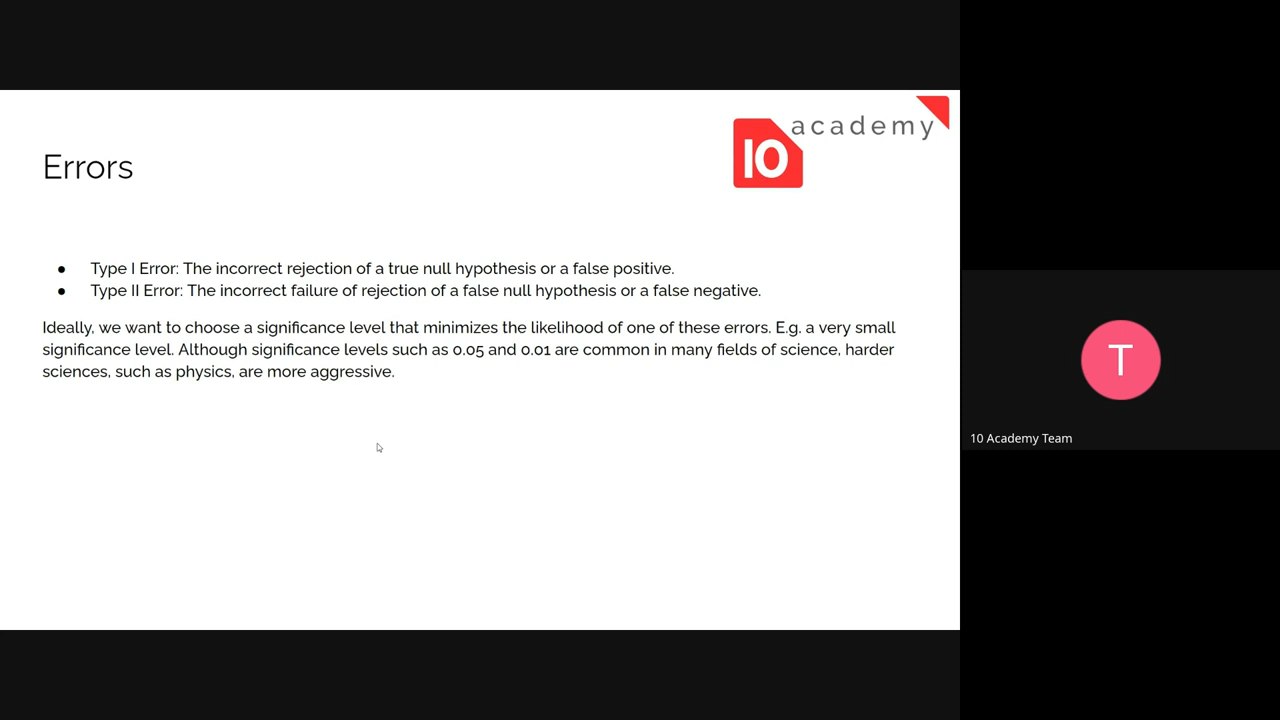 10 academy
Errors
● Type I Error: The incorrect rejection of a true null hypothesis or a false positive.
● Type II Error: The incorrect failure of rejection of a false null hypothesis or a false negative.
Ideally, we want to choose a significance level that minimizes the likelihood of one of these errors. E.g. a very small
significance level. Although significance levels such as 0.05 and 0.01 are common in many fields of science, harder
sciences, such as physics, are more aggressive.
T
10 Academy Team